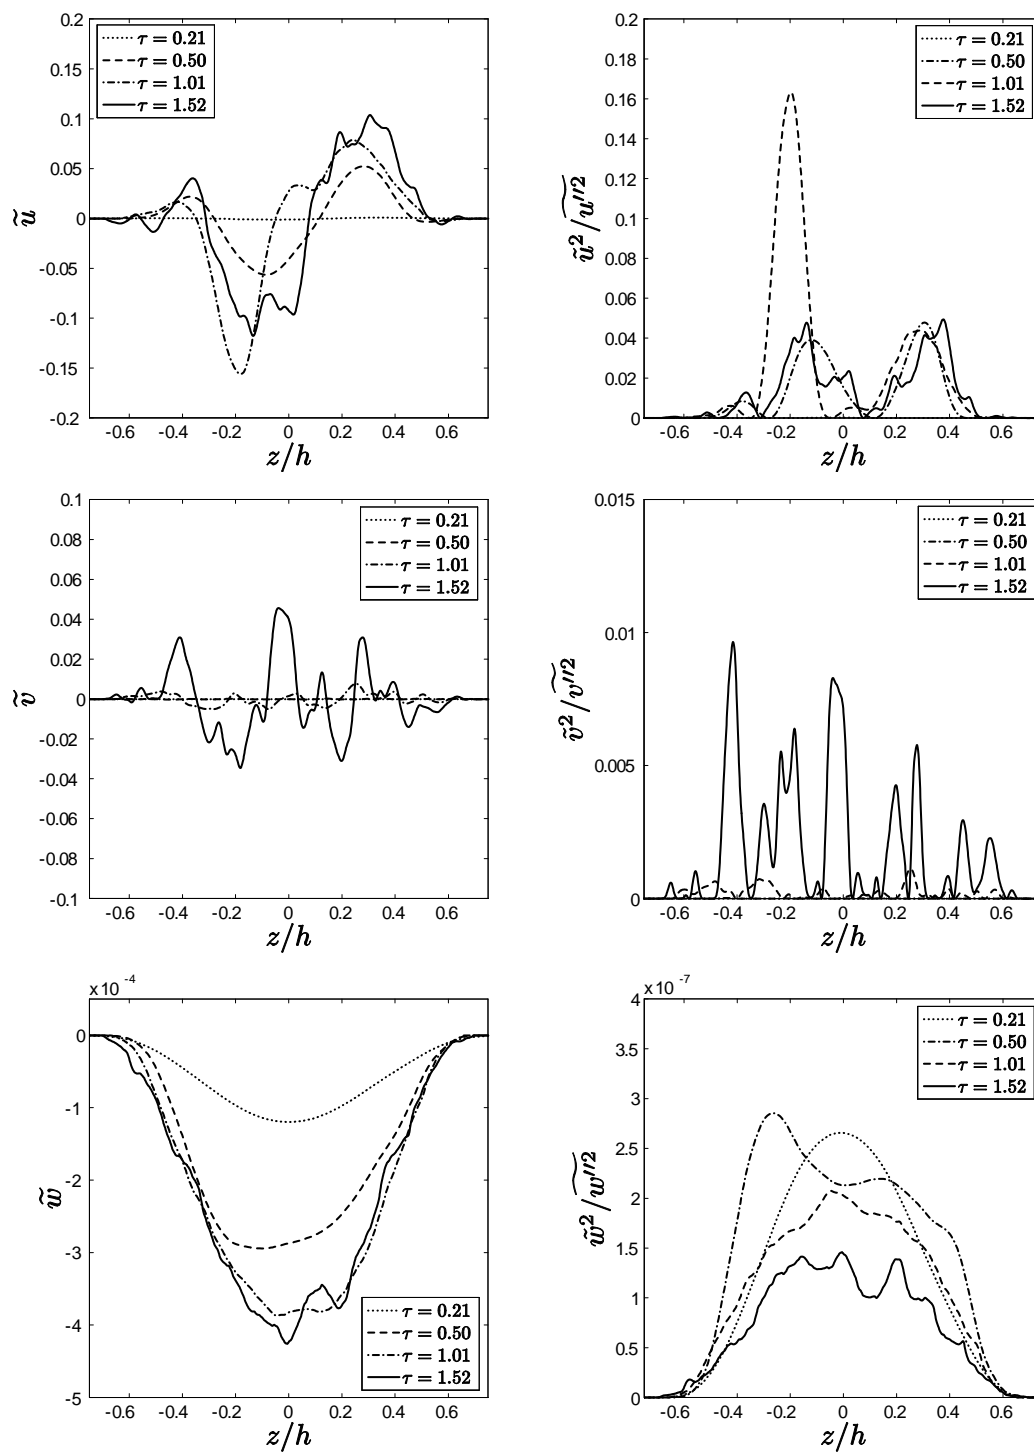 0.2
0.15
0.1
0.05
0
-0.05
-0.1
-0.15
-0.2
ũ
τ = 0.21
τ = 0.50
τ = 1.01
τ = 1.52
-0.6 -0.4 -0.2 0 0.2 0.4 0.6
z/h
0.2
0.18
0.16
0.14
0.12
0.1
0.08
0.06
0.04
0.02
0
ũ²/u″²
τ = 0.21
τ = 0.50
τ = 1.01
τ = 1.52
-0.6 -0.4 -0.2 0 0.2 0.4 0.6
z/h
0.1
0.08
0.06
0.04
0.02
0
-0.02
-0.04
-0.06
-0.08
-0.1
ṽ
τ = 0.21
τ = 0.50
τ = 1.01
τ = 1.52
-0.6 -0.4 -0.2 0 0.2 0.4 0.6
z/h
0.015
0.01
0.005
0
ṽ²/v″²
τ = 0.21
τ = 0.50
τ = 1.01
τ = 1.52
-0.6 -0.4 -0.2 0 0.2 0.4 0.6
z/h
x 10 -4
0
-1
-2
-3
-4
-5
w̃
τ = 0.21
τ = 0.50
τ = 1.01
τ = 1.52
-0.6 -0.4 -0.2 0 0.2 0.4 0.6
z/h
x 10 -7
4
3.5
3
2.5
2
1.5
1
0.5
0
w̃²/w″²
τ = 0.21
τ = 0.50
τ = 1.01
τ = 1.52
-0.6 -0.4 -0.2 0 0.2 0.4 0.6
z/h